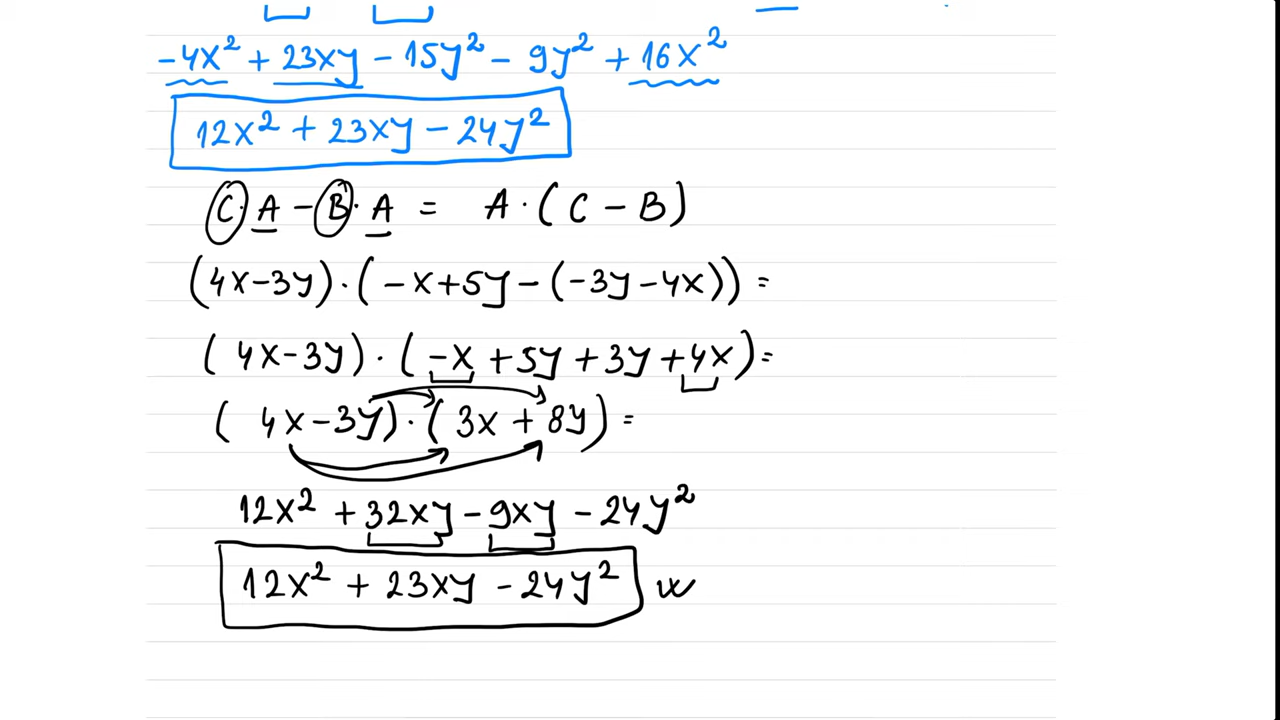 -4x² + 23xy - 15y² - 9y² + 16x²
12x² + 23xy - 24y²
C·A - B·A = A·(C - B)
(4x-3y)·(-x+5y-(-3y-4x)) =
(4x-3y)·(-x+5y+3y+4x) =
(4x-3y)·(3x+8y) =
12x² + 32xy - 9xy - 24y²
12x² + 23xy - 24y²